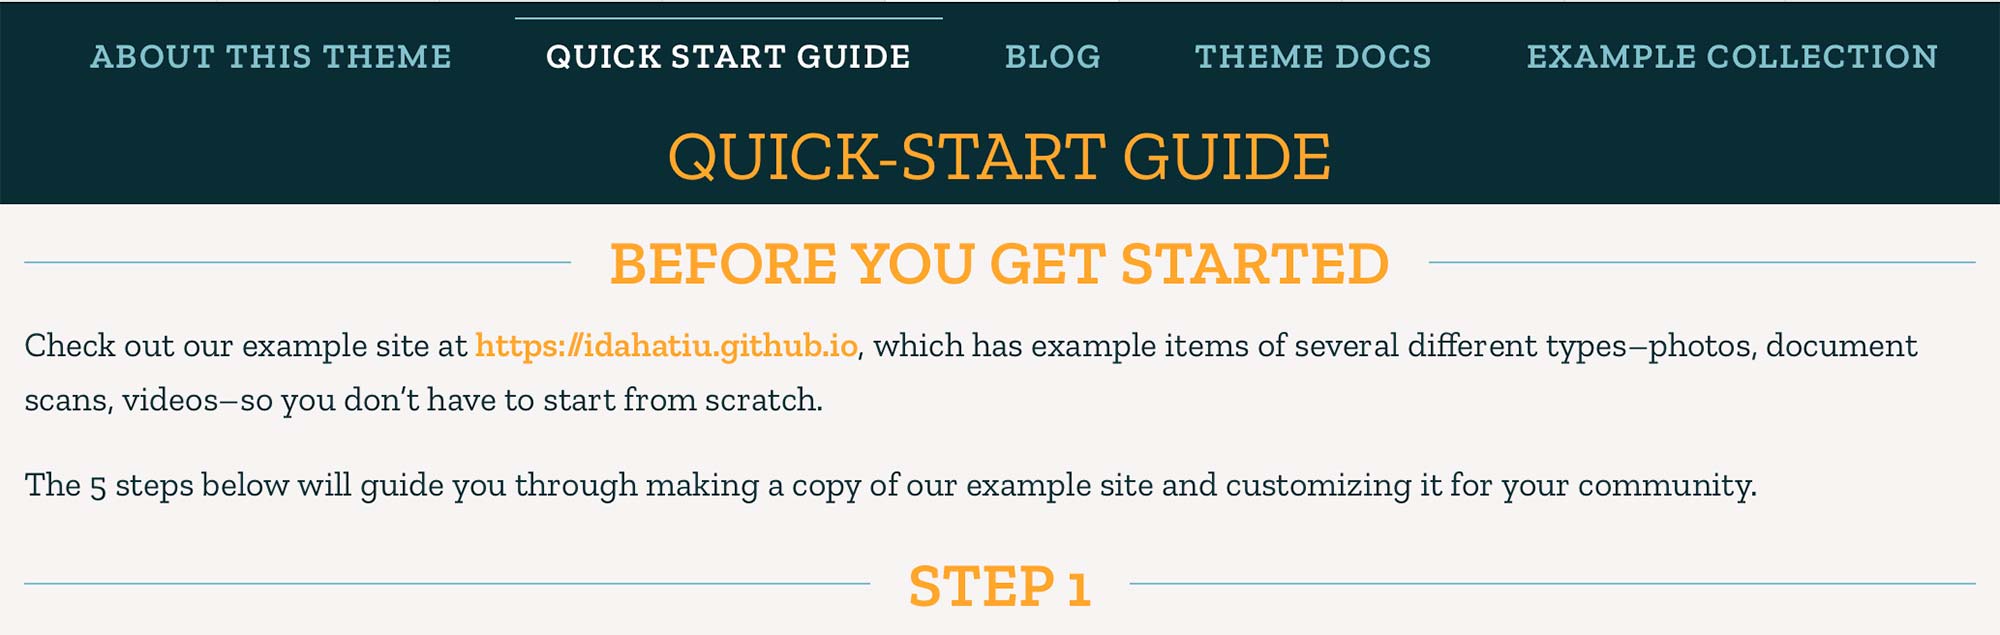 ABOUT THIS THEME QUICK START GUIDE BLOG THEME DOCS EXAMPLE COLLECTION
QUICK-START GUIDE
BEFORE YOU GET STARTED
Check out our example site at https://idahatiu.github.io, which has example items of several different types—photos, document
scans, videos—so you don’t have to start from scratch.
The 5 steps below will guide you through making a copy of our example site and customizing it for your community.
STEP 1